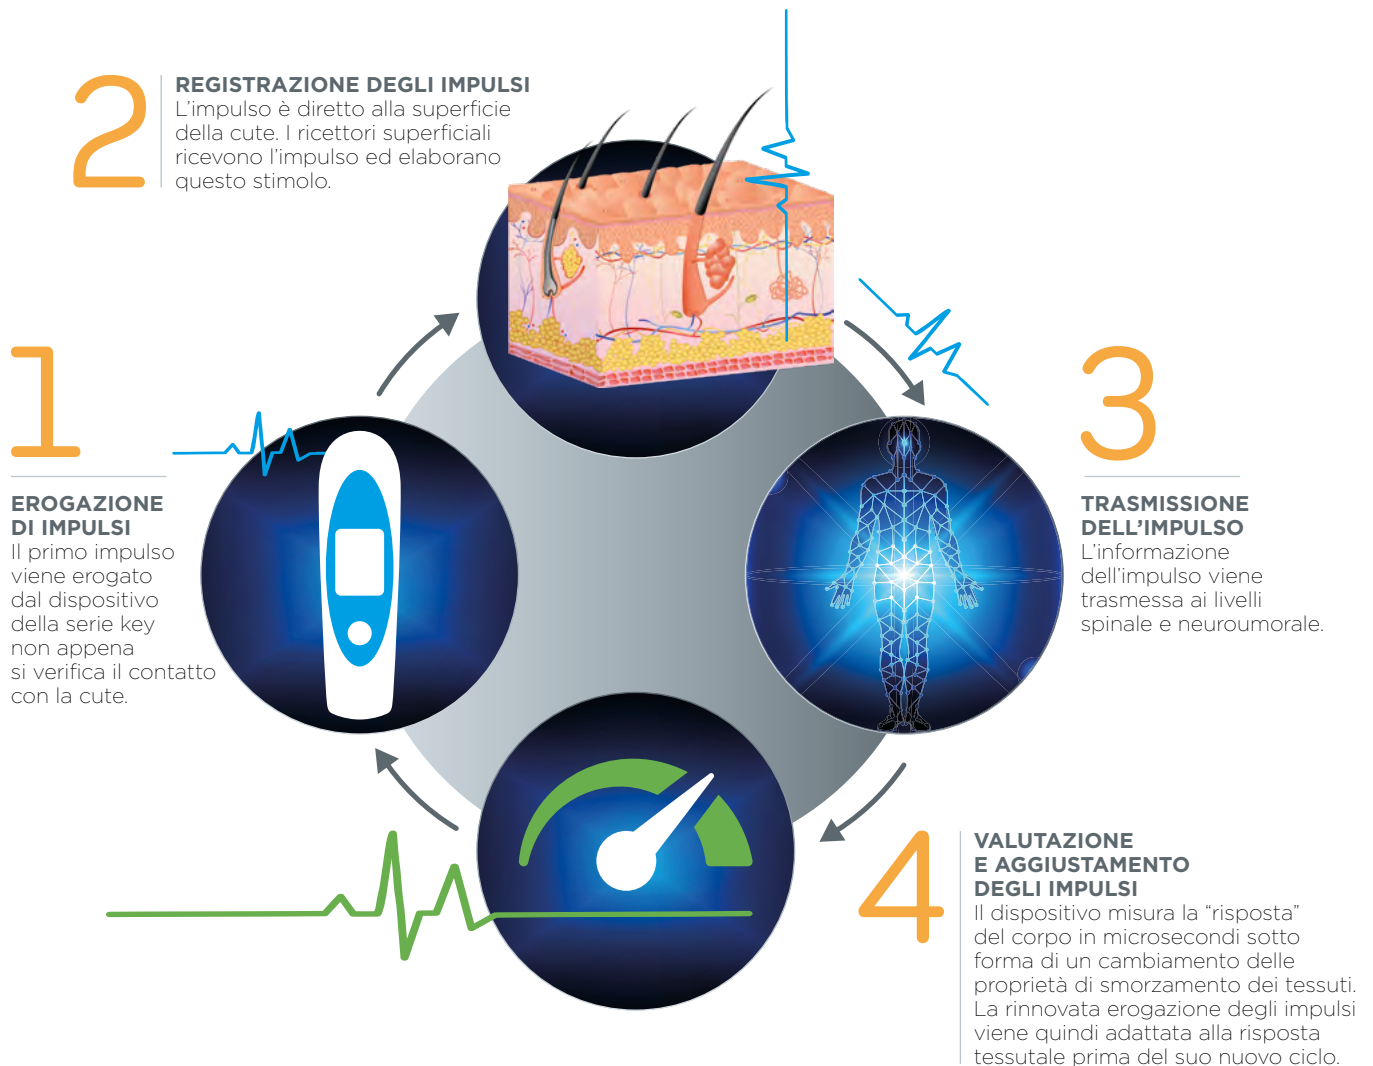 1
EROGAZIONE
DI IMPULSI
Il primo impulso
viene erogato
dal dispositivo
della serie key
non appena
si verifica il contatto
con la cute.
2
REGISTRAZIONE DEGLI IMPULSI
L’impulso è diretto alla superficie
della cute. I ricettori superficiali
ricevono l’impulso ed elaborano
questo stimolo.
3
TRASMISSIONE
DELL’IMPULSO
L’informazione
dell’impulso viene
trasmessa ai livelli
spinale e neuroumorale.
4
VALUTAZIONE
E AGGIUSTAMENTO
DEGLI IMPULSI
Il dispositivo misura la “risposta”
del corpo in microsecondi sotto
forma di un cambiamento delle
proprietà di smorzamento dei tessuti.
La rinnovata erogazione degli impulsi
viene quindi adattata alla risposta
tessutale prima del suo nuovo ciclo.